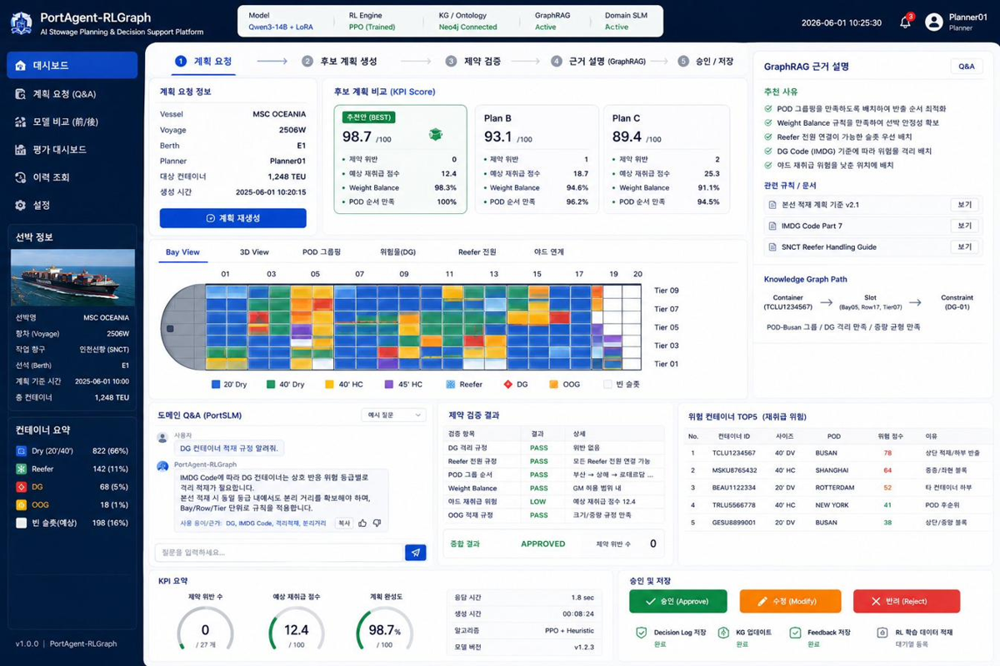 PortAgent-RLGraph
AI Stowage Planning & Decision Support Platform
Model
Qwen3-14B + LoRA
RL Engine
PPO (Trained)
KG / Ontology
Neo4j Connected
GraphRAG
Active
Domain SLM
Active
2026-06-01 10:25:30
3
Planner01
Planner
대시보드
계획 요청 (Q&A)
모델 비교 (前/後)
평가 대시보드
이력 조회
설정
선박 정보
선박명 MSC OCEANIA
항차 (Voyage) 2506W
작업 항구 인천신항 (SNCT)
선석 (Berth) E1
계획 기준 시간 2025-06-01 10:00
총 컨테이너 1,248 TEU
컨테이너 요약
Dry (20'/40') 822 (66%)
Reefer 142 (11%)
DG 68 (5%)
OOG 18 (1%)
빈 슬롯(예상) 198 (16%)
v1.0.0 | PortAgent-RLGraph
1 계획 요청
2 후보 계획 생성
3 제약 검증
4 근거 설명 (GraphRAG)
5 승인 / 저장
계획 요청 정보
Vessel MSC OCEANIA
Voyage 2506W
Berth E1
Planner Planner01
대상 컨테이너 1,248 TEU
생성 시간 2025-06-01 10:20:15
계획 재생성
후보 계획 비교 (KPI Score)
추천안 (BEST)
98.7 /100
제약 위반 0
예상 재취급 점수 12.4
Weight Balance 98.3%
POD 순서 만족 100%
Plan B
93.1 /100
제약 위반 1
예상 재취급 점수 18.7
Weight Balance 94.6%
POD 순서 만족 96.2%
Plan C
89.4 /100
제약 위반 2
예상 재취급 점수 25.3
Weight Balance 91.1%
POD 순서 만족 94.5%
Bay View
3D View
POD 그룹핑
위험물(DG)
Reefer 전원
야드 연계
01 03 05 07 09 11 13 15 17 19 20
Tier 09
Tier 07
Tier 05
Tier 03
Tier 01
20' Dry
40' Dry
40' HC
45' HC
Reefer
DG
OOG
빈 슬롯
GraphRAG 근거 설명
Q&A
추천 사유
POD 그룹핑을 만족하도록 배치하여 반출 순서 최적화
Weight Balance 규칙을 만족하여 선박 안정성 확보
Reefer 전원 연결이 가능한 슬롯 우선 배치
DG Code (IMDG) 기준에 따라 위험물 격리 배치
야드 재취급 위험을 낮춘 위치에 배치
관련 규칙 / 문서
본선 적재 계획 기준 v2.1 보기
IMDG Code Part 7 보기
SNCT Reefer Handling Guide 보기
Knowledge Graph Path
Container
(TCLU1234567)
Slot
(Bay05, Row17, Tier07)
Constraint
(DG-01)
POD-Busan 그룹 / DG 격리 만족 / 중량 균형 만족
도메인 Q&A (PortSLM)
예시 질문
사용자
DG 컨테이너 적재 규정 알려줘.
PortAgent-RLGraph
IMDG Code에 따라 DG 컨테이너는 상호 반응 위험 등급별로
격리 적재가 필요합니다.
본선 적재 시 동일 등급 내에서도 분리 거리를 확보해야 하며,
Bay/Row/Tier 단위로 규칙을 적용합니다.
사용 용어/근거: DG, IMDG Code, 격리적재, 분리거리
복사
질문을 입력하세요...
제약 검증 결과
검증 항목 결과 상세
DG 격리 규정 PASS 위반 없음
Reefer 전원 규정 PASS 모든 Reefer 전원 연결 가능
POD 그룹 순서 PASS 부산 → 상해 → 로테르담 ...
Weight Balance PASS GM 허용 범위 내
야드 재취급 위험 LOW 예상 재취급 점수 12.4
OOG 적재 규정 PASS 크기/중량 규정 만족
종합 결과 APPROVED 제약 위반 수 0
위험 컨테이너 TOP5 (재취급 위험)
No. 컨테이너 ID 사이즈 POD 위험 점수 이유
1 TCLU1234567 40' DV BUSAN 78 상단 적재/하부 반출
2 MSKU8765432 40' HC SHANGHAI 64 중층/좌현 블록
3 BEAU1122334 20' DV ROTTERDAM 52 타 컨테이너 하부
4 TRLU5566778 40' HC NEW YORK 41 POD 후순위
5 GESU8899001 20' DV BUSAN 38 상단/중앙 블록
KPI 요약
제약 위반 수
0
/ 27 개
예상 재취급 점수
12.4
/ 100
계획 완성도
98.7%
/ 100
응답 시간 1.8 sec
생성 시간 00:08:24
알고리즘 PPO + Heuristic
모델 버전 v1.2.3
승인 및 저장
승인 (Approve)
수정 (Modify)
반려 (Reject)
Decision Log 저장
완료
KG 업데이트
완료
Feedback 저장
완료
RL 학습 데이터 적재
대기열 등록